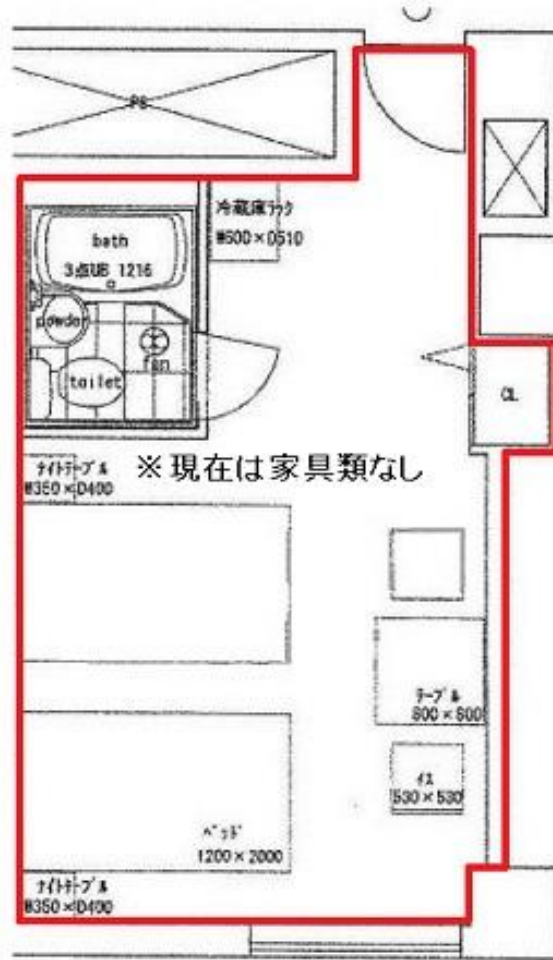 PS
冷蔵庫ラック
W600×D510
bath
3点UB 1216
powder
fan
toilet
CL
ナイトテーブル
W350×D400
※現在は家具類なし
テーブル
600×600
イス
530×530
ベッド
1200×2000
ナイトテーブル
W350×D400